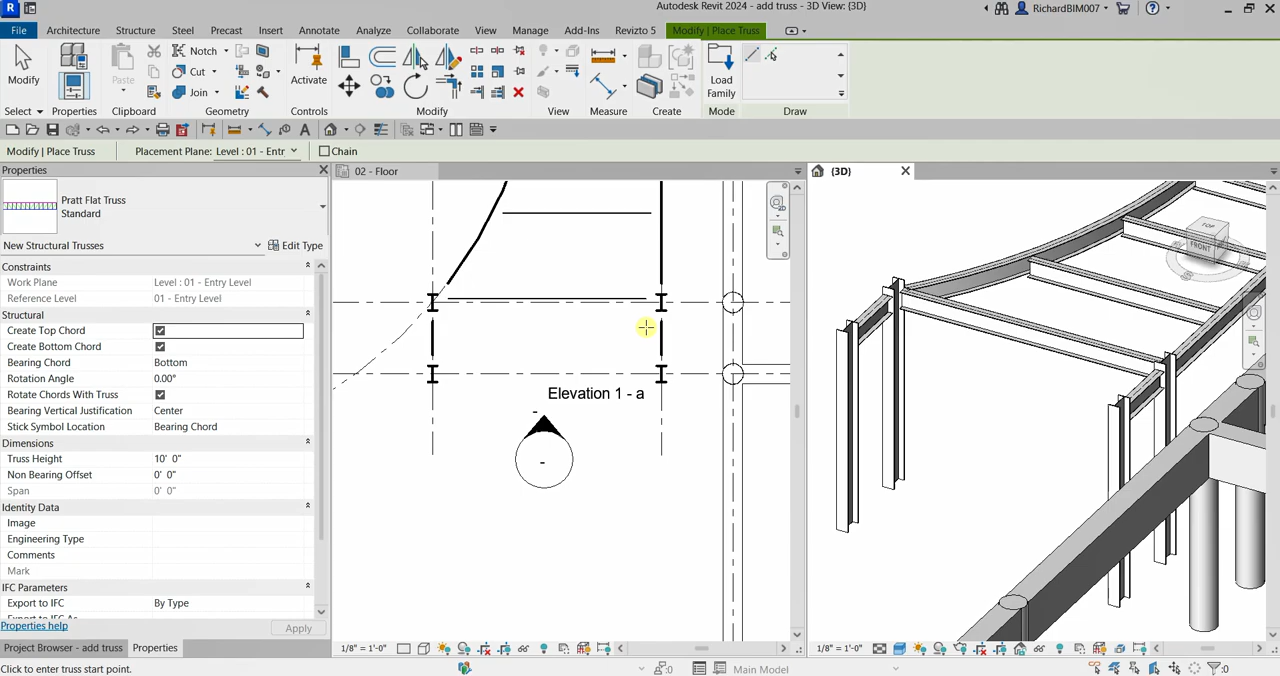 Autodesk Revit 2024 - add truss - 3D View: {3D}
RichardBIM007
File Architecture Structure Steel Precast Insert Annotate Analyze Collaborate View Manage Add-Ins Revizto 5 Modify | Place Truss
Modify Paste Notch Cut Join Activate Load Family
Select Properties Clipboard Geometry Controls Modify View Measure Create Mode Draw
Modify | Place Truss Placement Plane: Level : 01 - Entr Chain
Properties
02 - Floor
{3D}
Pratt Flat Truss
Standard
New Structural Trusses Edit Type
Constraints
Work Plane Level : 01 - Entry Level
Reference Level 01 - Entry Level
Structural
Create Top Chord
Create Bottom Chord
Bearing Chord Bottom
Rotation Angle 0.00°
Rotate Chords With Truss
Bearing Vertical Justification Center
Stick Symbol Location Bearing Chord
Dimensions
Truss Height 10' 0"
Non Bearing Offset 0' 0"
Span 0' 0"
Identity Data
Image
Engineering Type
Comments
Mark
IFC Parameters
Export to IFC By Type
Properties help Apply
Project Browser - add truss Properties
Elevation 1 - a
TOP
FRONT
1/8" = 1'-0"
1/8" = 1'-0"
Click to enter truss start point.
:0 Main Model :0